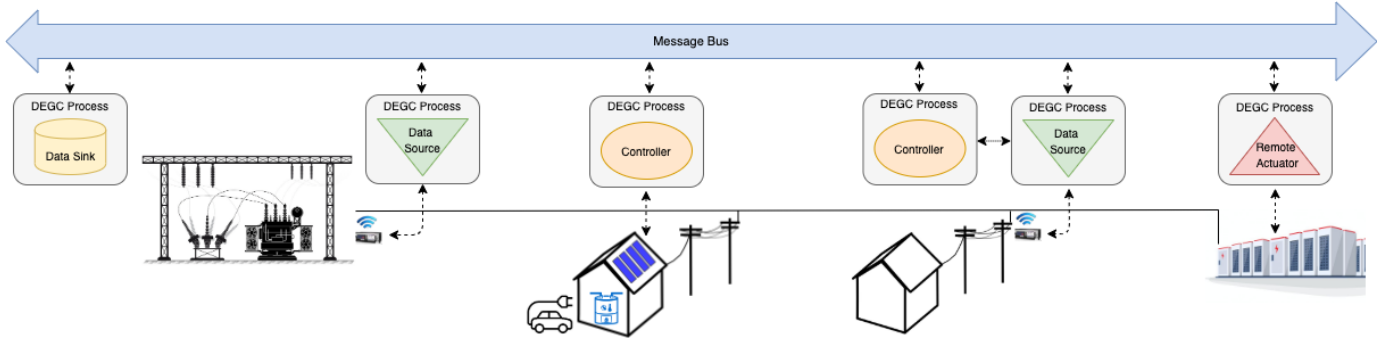 Message Bus
DEGC Process
Data Sink
DEGC Process
Data
Source
DEGC Process
Controller
DEGC Process
Controller
DEGC Process
Data
Source
DEGC Process
Remote
Actuator